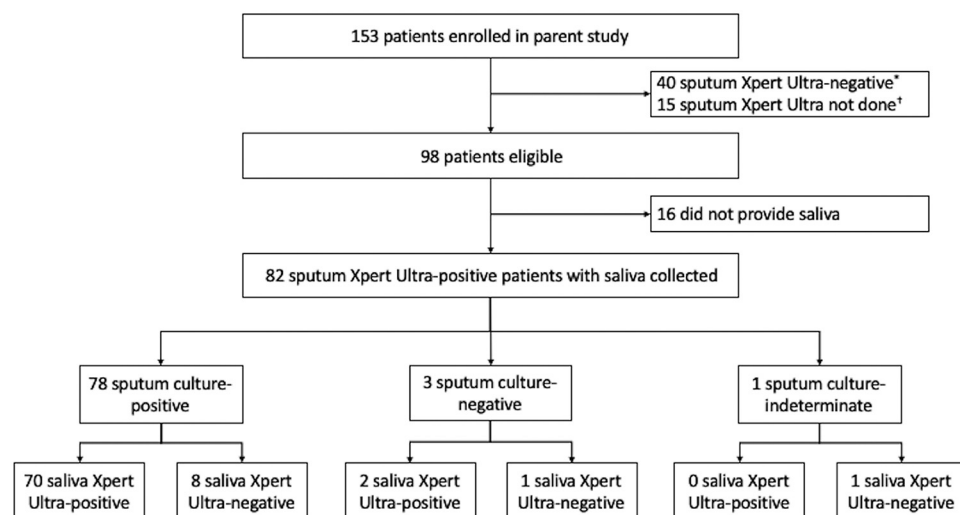 153 patients enrolled in parent study
40 sputum Xpert Ultra-negative*
15 sputum Xpert Ultra not done†
98 patients eligible
16 did not provide saliva
82 sputum Xpert Ultra-positive patients with saliva collected
78 sputum culture-
positive
3 sputum culture-
negative
1 sputum culture-
indeterminate
70 saliva Xpert
Ultra-positive
8 saliva Xpert
Ultra-negative
2 saliva Xpert
Ultra-positive
1 saliva Xpert
Ultra-negative
0 saliva Xpert
Ultra-positive
1 saliva Xpert
Ultra-negative